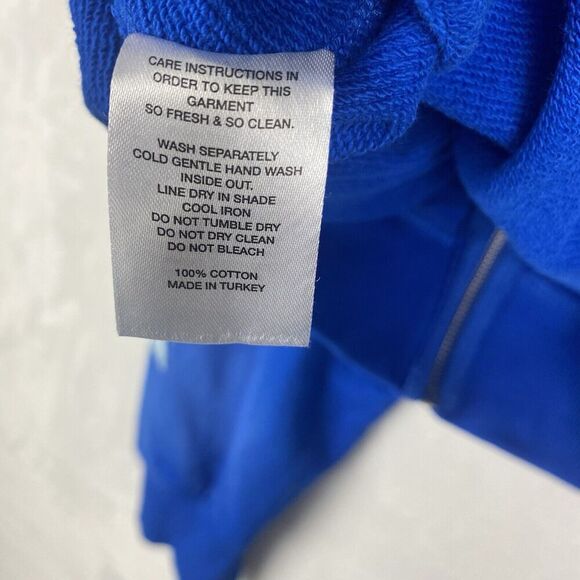 CARE INSTRUCTIONS IN
ORDER TO KEEP THIS
GARMENT
SO FRESH & SO CLEAN.
WASH SEPARATELY
COLD GENTLE HAND WASH
INSIDE OUT.
LINE DRY IN SHADE
COOL IRON
DO NOT TUMBLE DRY
DO NOT DRY CLEAN
DO NOT BLEACH
100% COTTON
MADE IN TURKEY